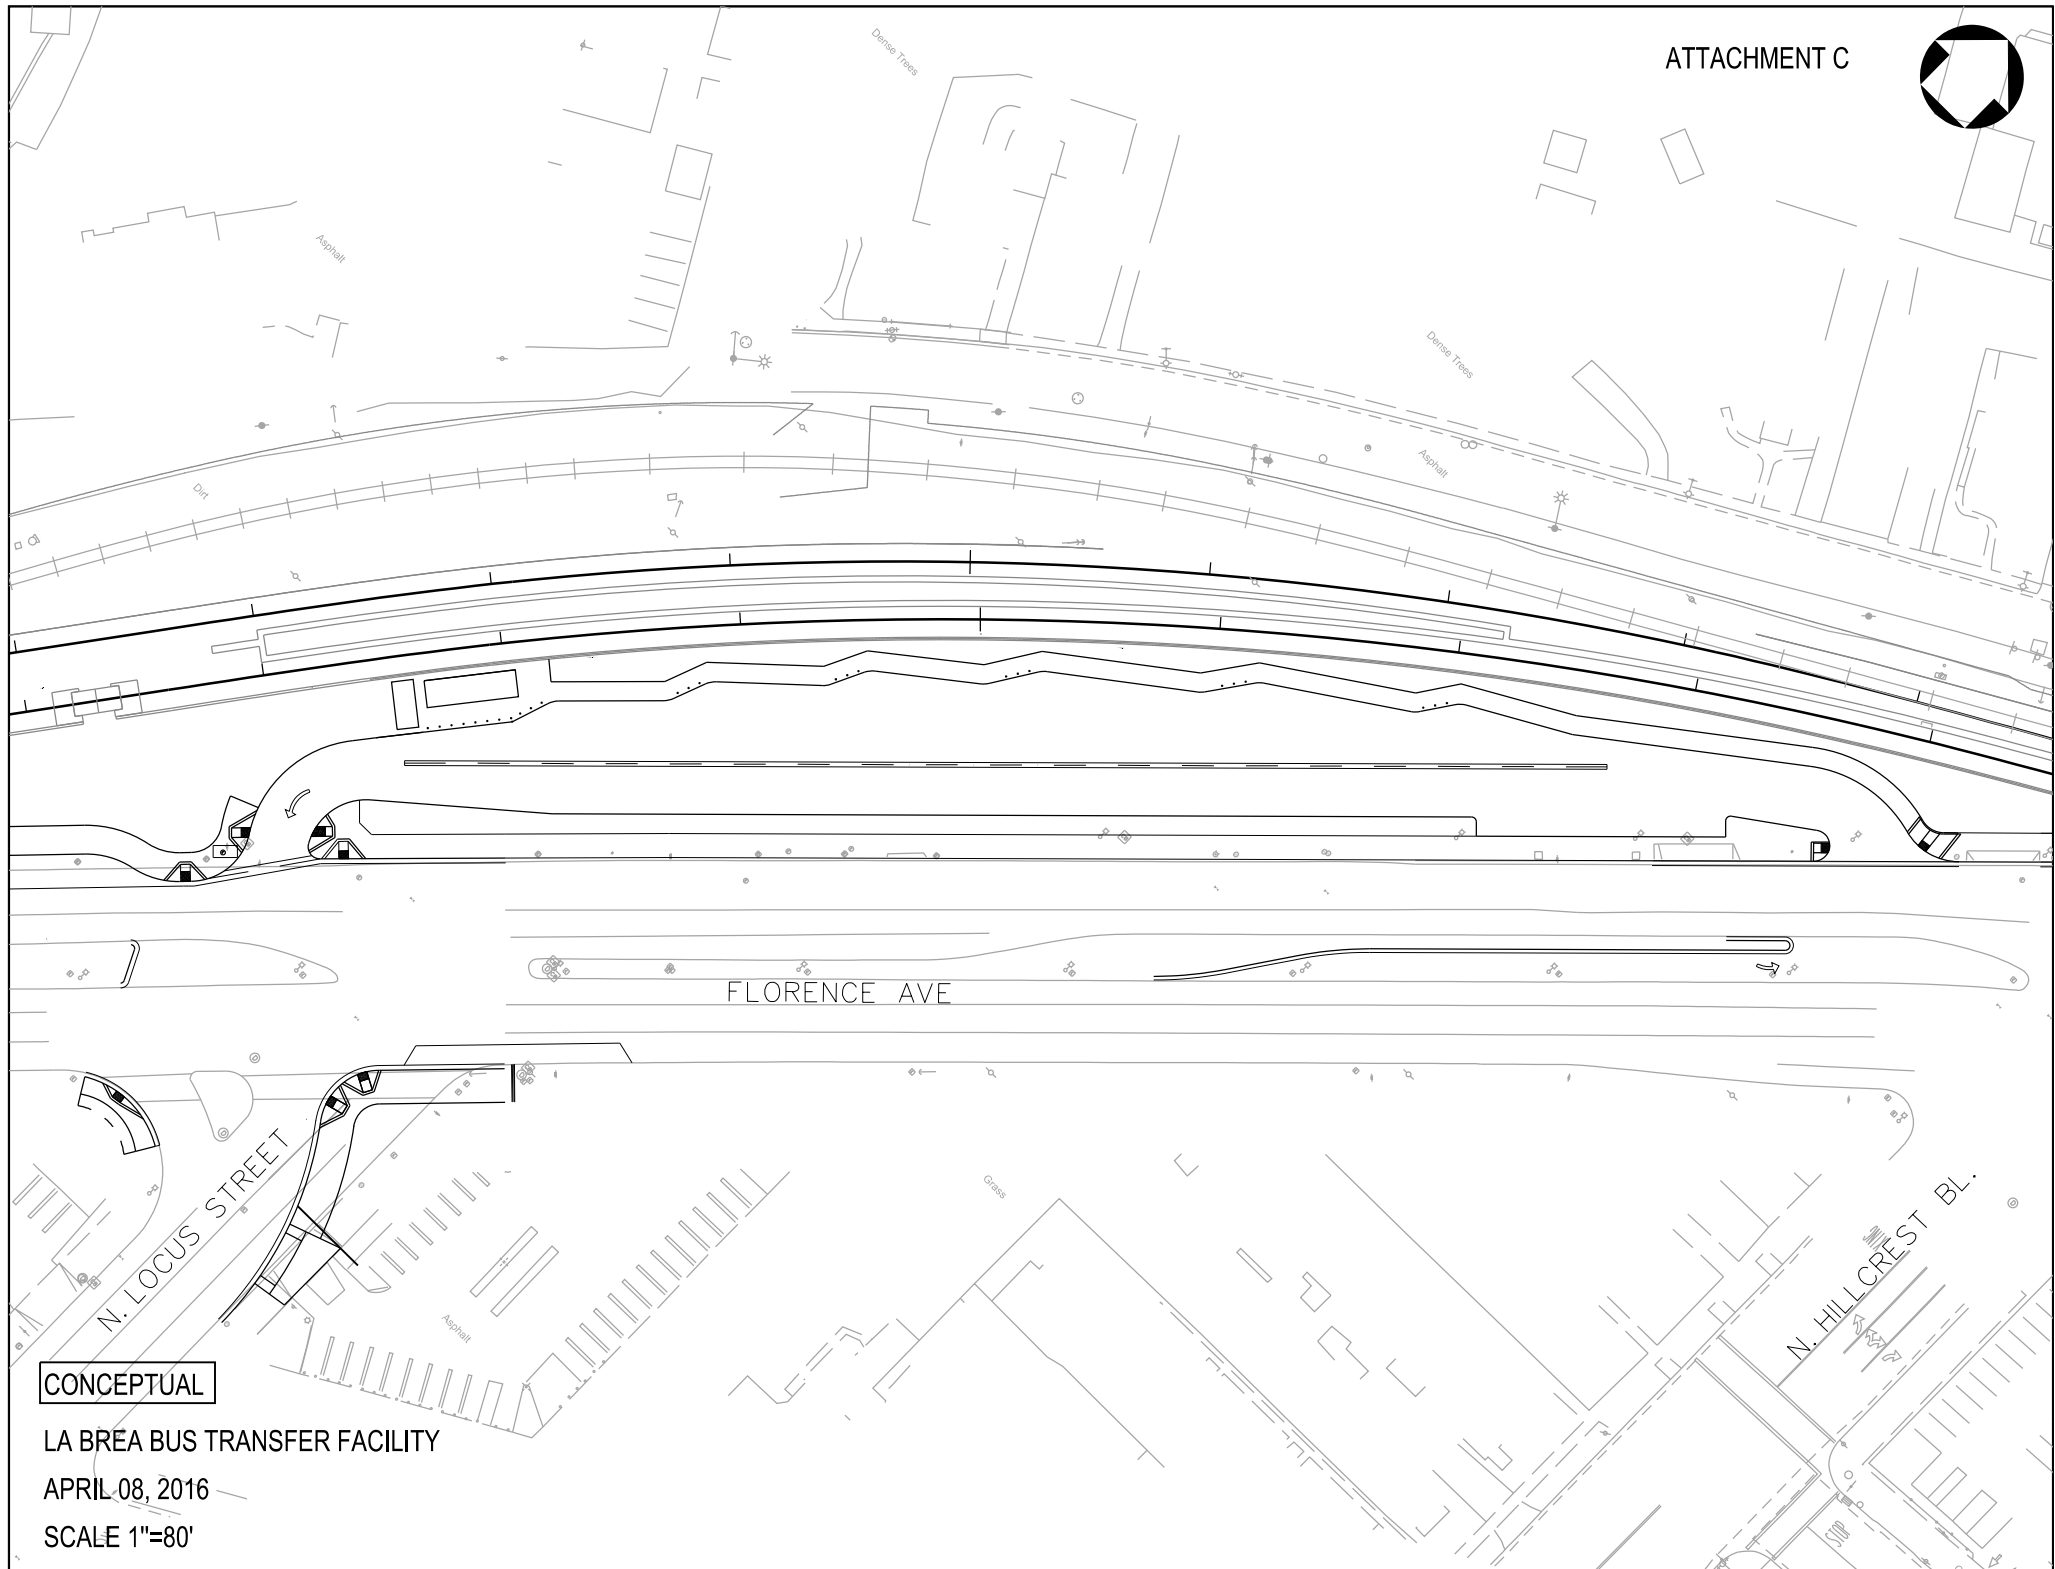 ATTACHMENT C
Dense Trees
Asphalt
Dense Trees
Asphalt
Dirt
FLORENCE AVE
N. LOCUS STREET
Grass
N. HILLCREST BL.
Asphalt
CONCEPTUAL
LA BREA BUS TRANSFER FACILITY
APRIL 08, 2016
SCALE 1"=80'
STOP